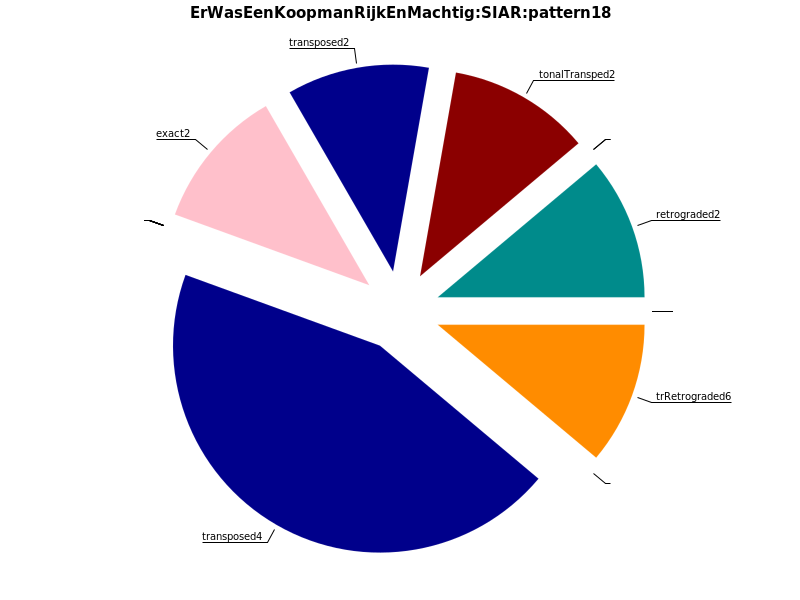 ErWasEenKoopmanRijkEnMachtig:SIAR:pattern18
transposed2
tonalTransped2
exact2
retrograded2
trRetrograded6
transposed4